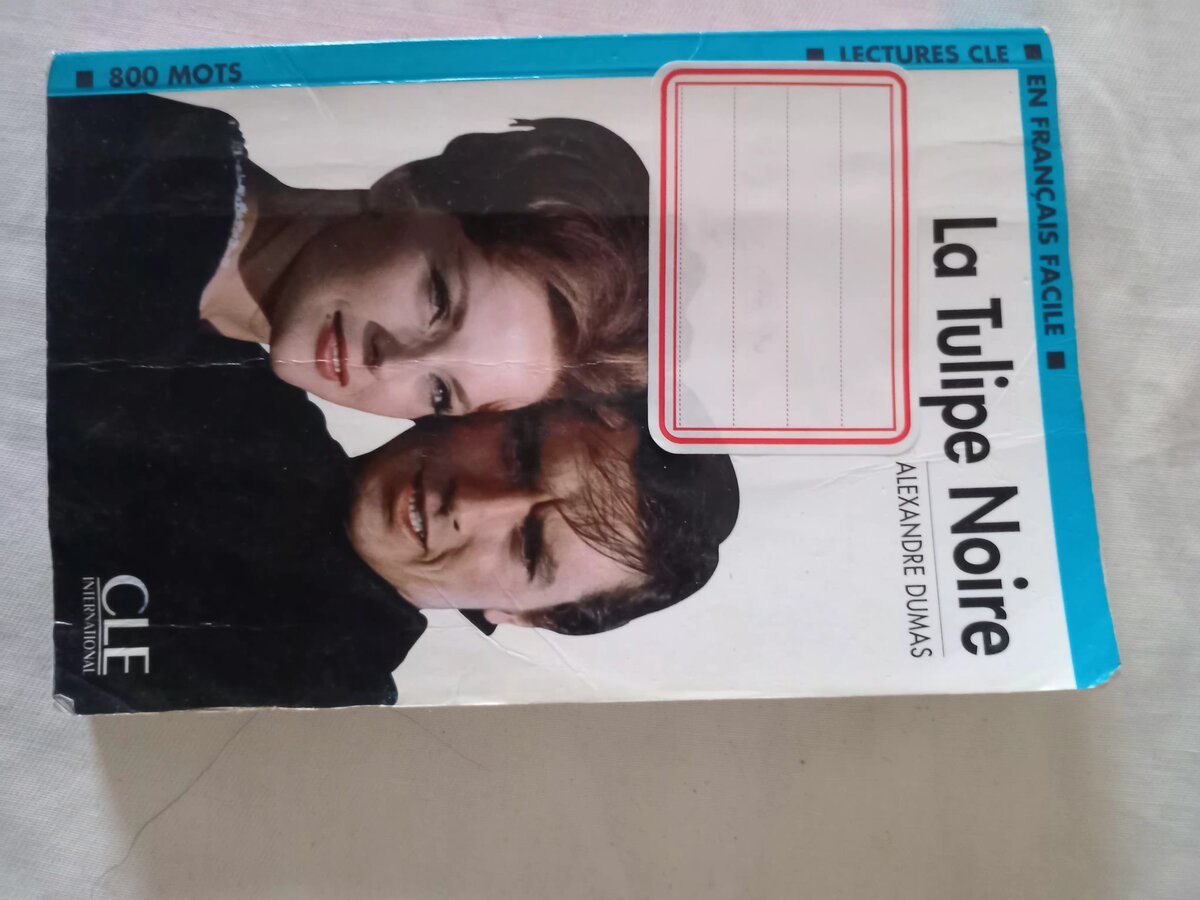 LECTURES CLE
EN FRANÇAIS FACILE
La Tulipe Noire
ALEXANDRE DUMAS
800 MOTS
CLE
INTERNATIONAL